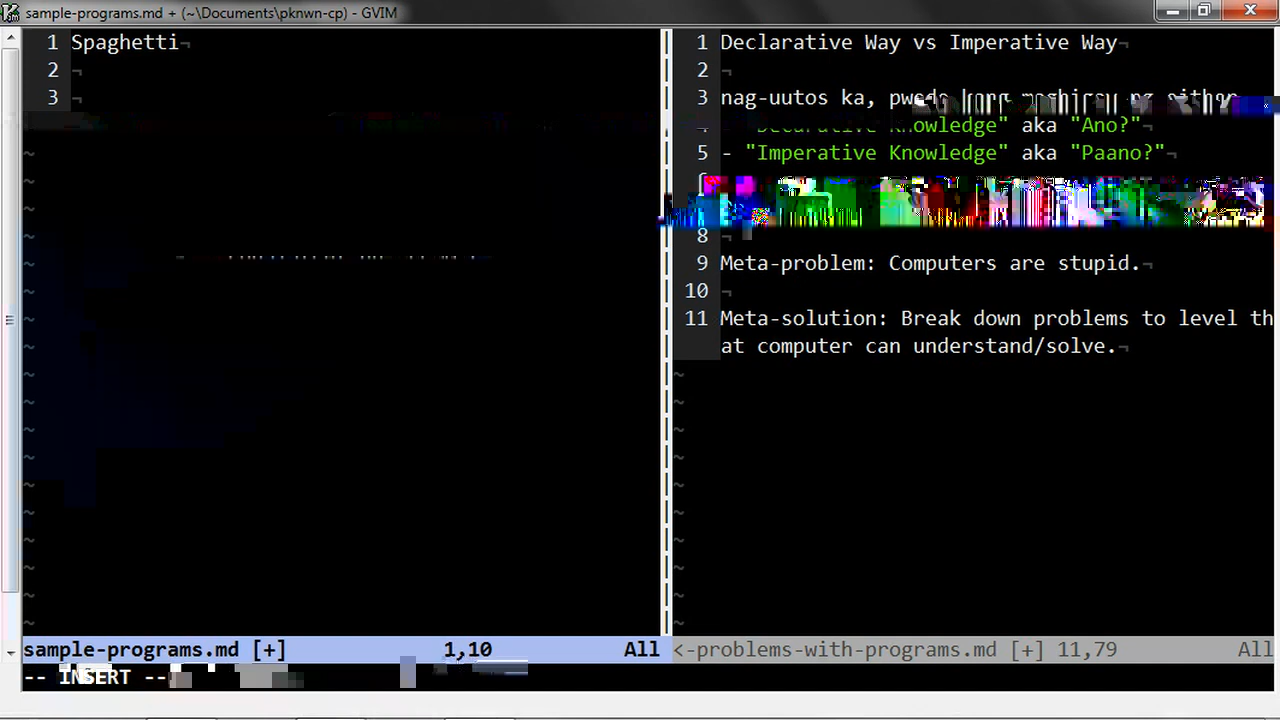 sample-programs.md + (~\Documents\pknwn-cp) - GVIM
1 Spaghetti
2
3
1 Declarative Way vs Imperative Way
2
3 nag-uutos ka, pwede
Knowledge" aka "Ano?"
5 - "Imperative Knowledge" aka "Paano?"
8
9 Meta-problem: Computers are stupid.
10
11 Meta-solution: Break down problems to level th
at computer can understand/solve.
sample-programs.md [+] 1,10 All
<-problems-with-programs.md [+] 11,79 All
-- INSERT --